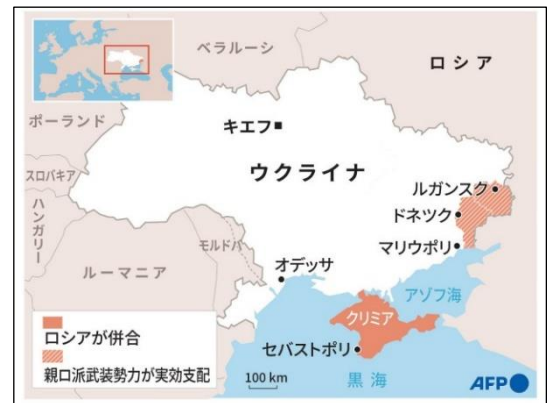 ベラルーシ
ロシア
ポーランド
キエフ
スロバキア
ウクライナ
ルガンスク
ハンガリー
ドネツク
モルドバ
マリウポリ
オデッサ
ルーマニア
アゾフ海
クリミア
ロシアが併合
セバストポリ
親ロ派武装勢力が実効支配
100 km
黒海
AFP